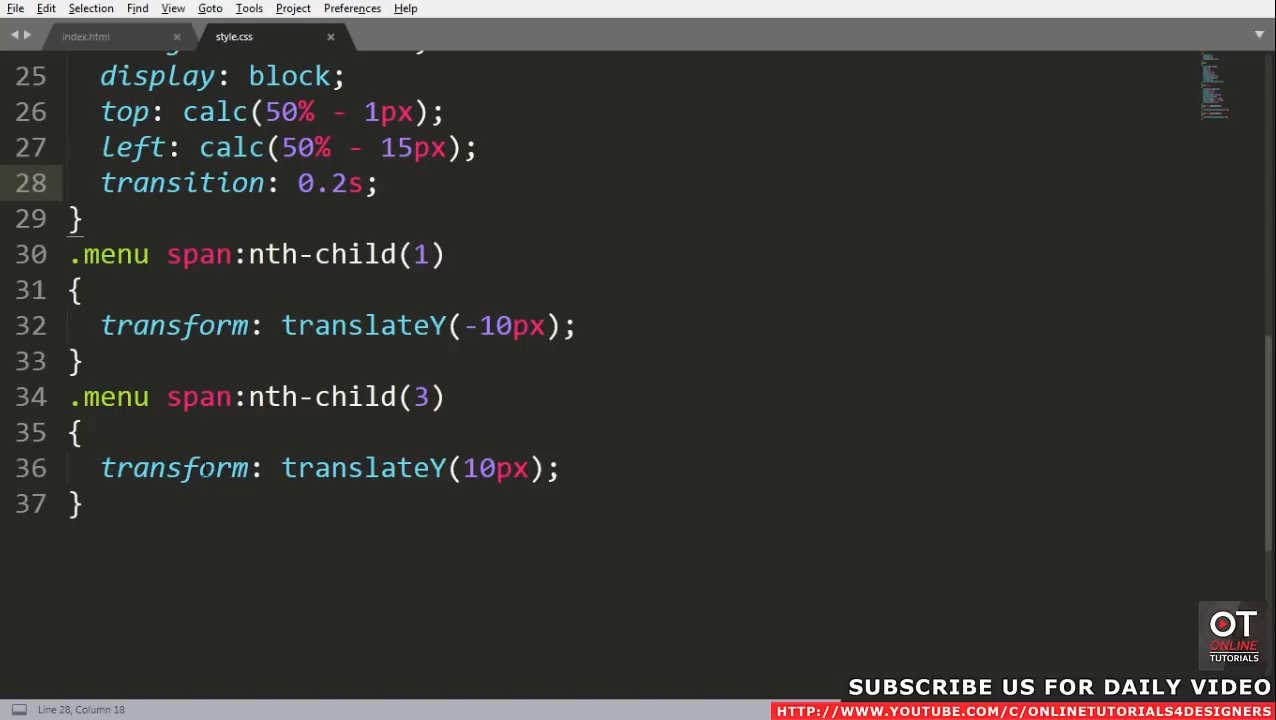 File Edit Selection Find View Goto Tools Project Preferences Help
index.html × style.css ×
25 display: block;
26 top: calc(50% - 1px);
27 left: calc(50% - 15px);
28 transition: 0.2s;
29 }
30 .menu span:nth-child(1)
31 {
32 transform: translateY(-10px);
33 }
34 .menu span:nth-child(3)
35 {
36 transform: translateY(10px);
37 }
OT
ONLINE
TUTORIALS
SUBSCRIBE US FOR DAILY VIDEO
Line 28, Column 18
HTTP://WWW.YOUTUBE.COM/C/ONLINETUTORIALS4DESIGNERS